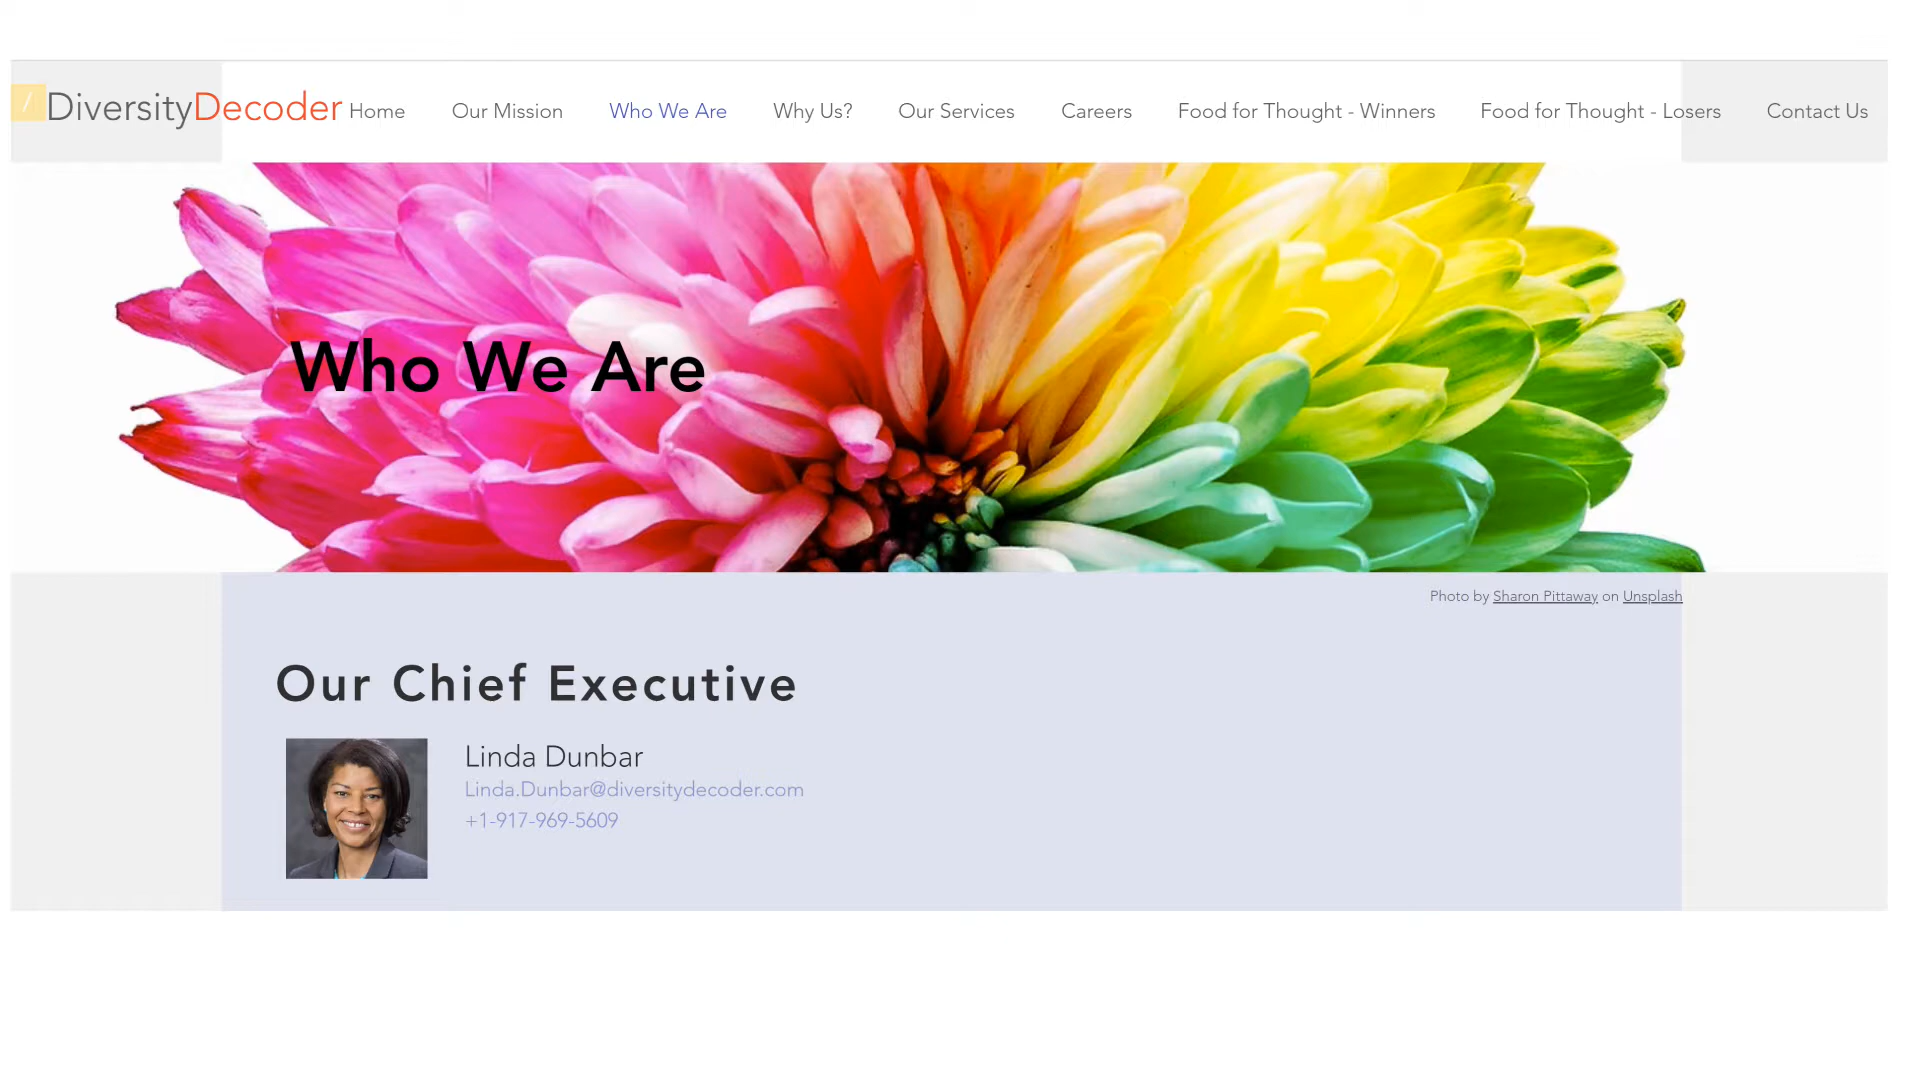 / DiversityDecoder Home Our Mission Who We Are Why Us? Our Services Careers Food for Thought - Winners Food for Thought - Losers Contact Us
Who We Are
Photo by Sharon Pittaway on Unsplash
Our Chief Executive
Linda Dunbar
Linda.Dunbar@diversitydecoder.com
+1-917-969-5609